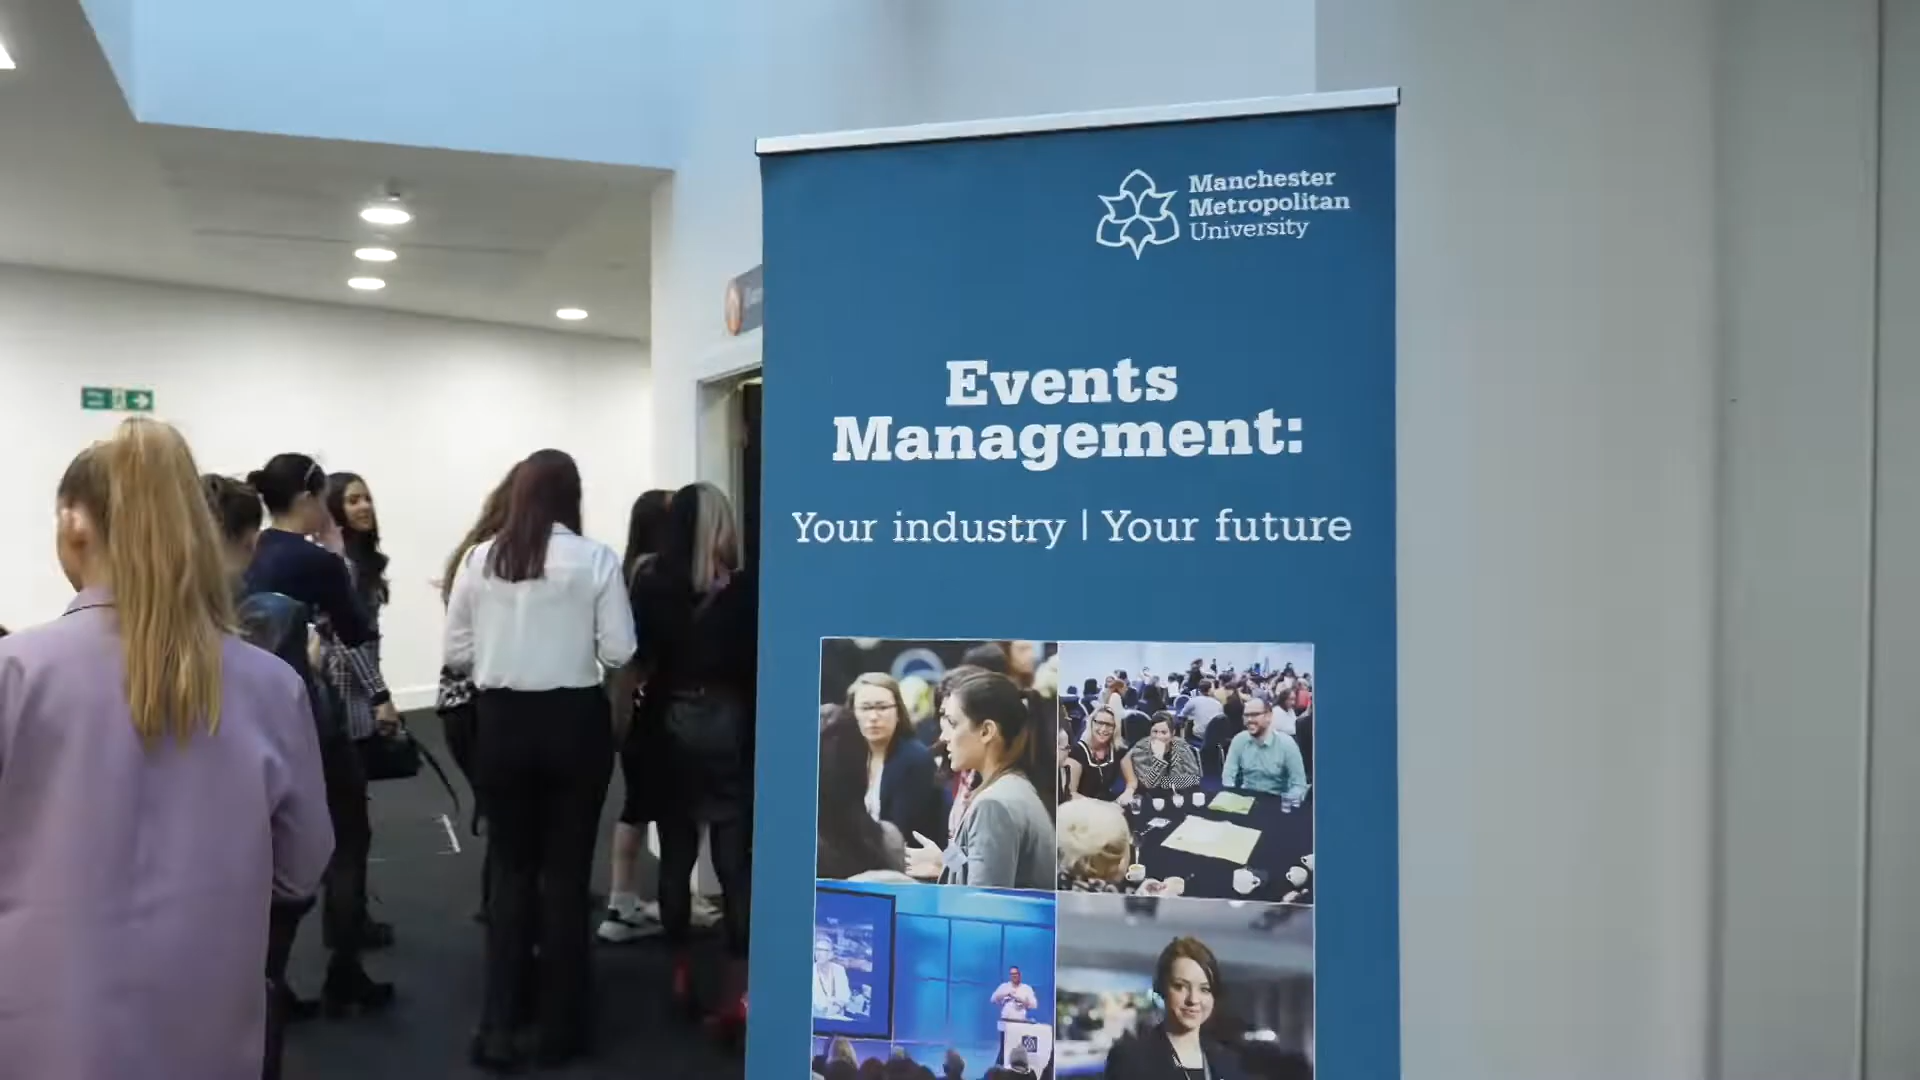 Manchester
Metropolitan
University
Events
Management:
Your industry | Your future